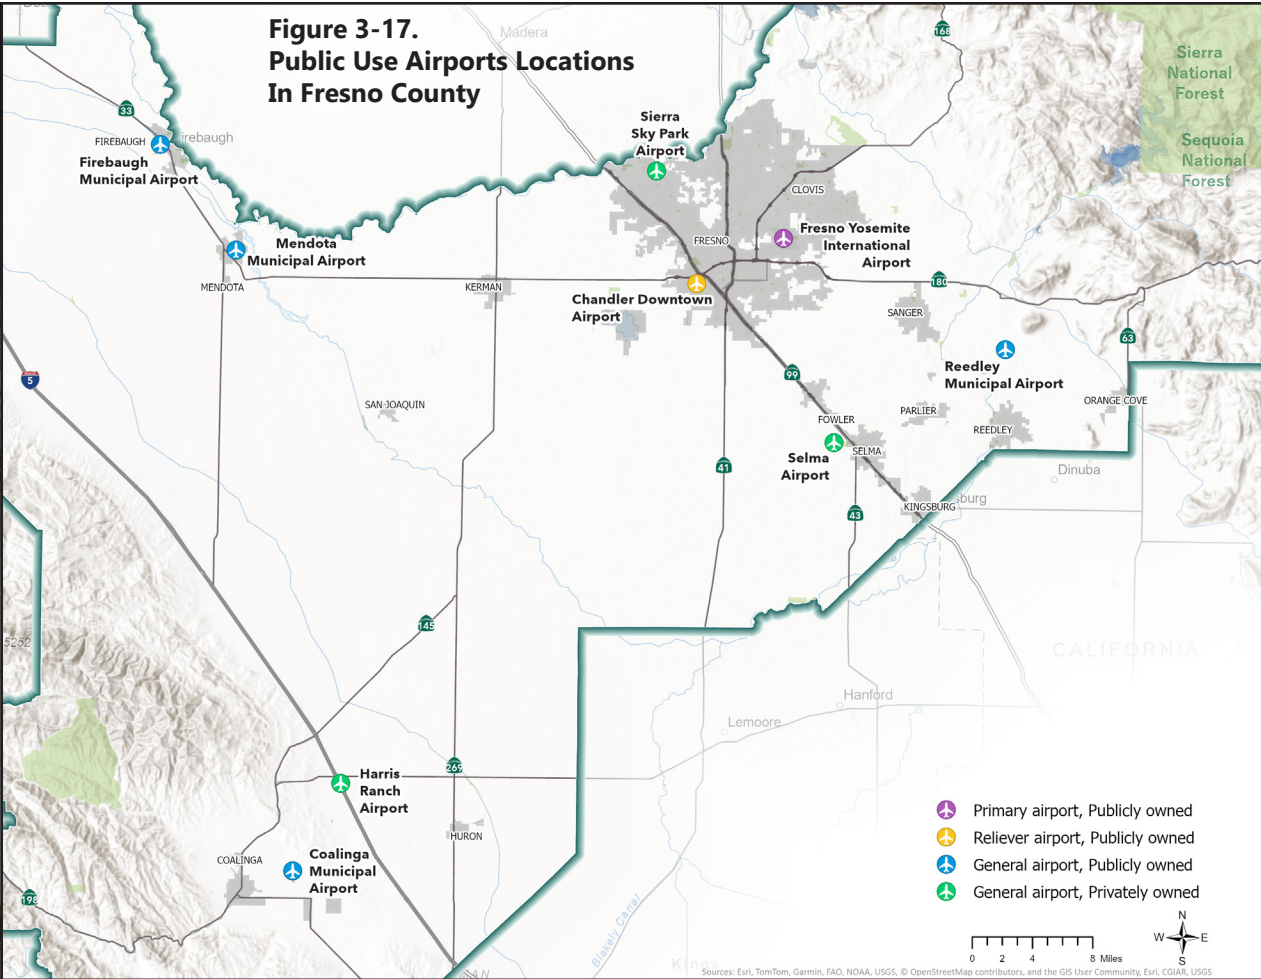 Figure 3-17.
Public Use Airports Locations
In Fresno County
Madera
168
Sierra
National
Forest
Sequoia
National
Forest
33
FIREBAUGH
irebaugh
Firebaugh
Municipal Airport
Sierra
Sky Park
Airport
CLOVIS
Mendota
Municipal Airport
MENDOTA
FRESNO
Fresno Yosemite
International
Airport
KERMAN
Chandler Downtown
Airport
180
SANGER
63
5
Reedley
Municipal Airport
99
SAN JOAQUIN
FOWLER
PARLIER
ORANGE COVE
REEDLEY
Selma
Airport
SELMA
41
Dinuba
43
KINGSBURG
sburg
145
5252
CALIFORNIA
Hanford
Lemoore
269
Harris
Ranch
Airport
HURON
COALINGA
Coalinga
Municipal
Airport
198
Blakely Canal
Kings
Primary airport, Publicly owned
Reliever airport, Publicly owned
General airport, Publicly owned
General airport, Privately owned
N
W E
S
0 2 4 8 Miles
Sources: Esri, TomTom, Garmin, FAO, NOAA, USGS, © OpenStreetMap contributors, and the GIS User Community, Esri, CGIAR, USGS